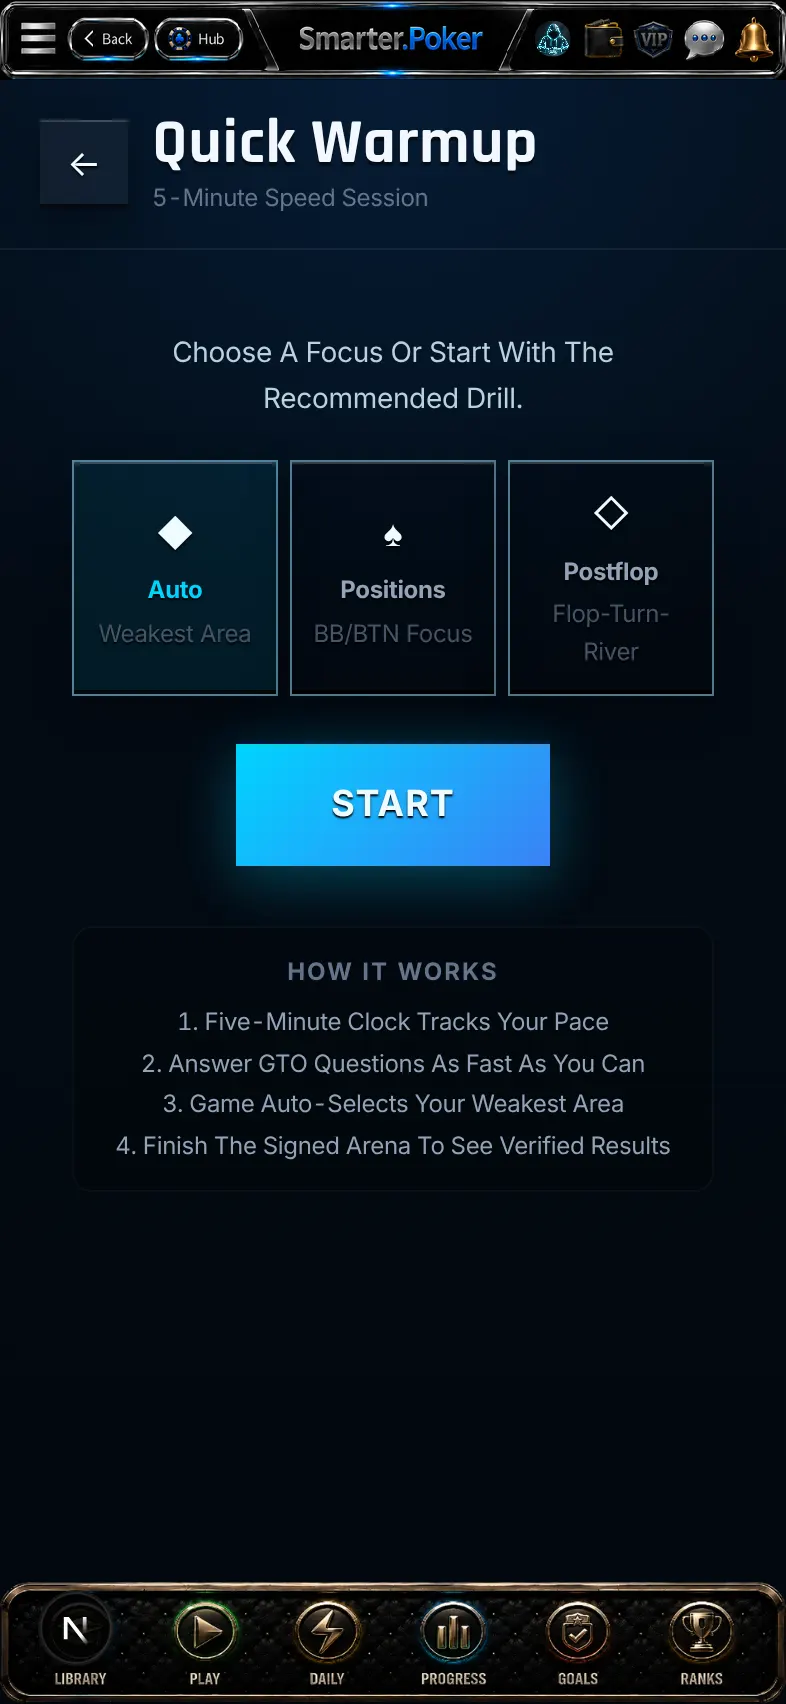 Back
Hub
Smarter.Poker
VIP
Quick Warmup
5-Minute Speed Session
Choose A Focus Or Start With The
Recommended Drill.
Auto
Weakest Area
Positions
BB/BTN Focus
Postflop
Flop-Turn-
River
START
HOW IT WORKS
1. Five-Minute Clock Tracks Your Pace
2. Answer GTO Questions As Fast As You Can
3. Game Auto-Selects Your Weakest Area
4. Finish The Signed Arena To See Verified Results
N
LIBRARY
PLAY
DAILY
PROGRESS
GOALS
RANKS